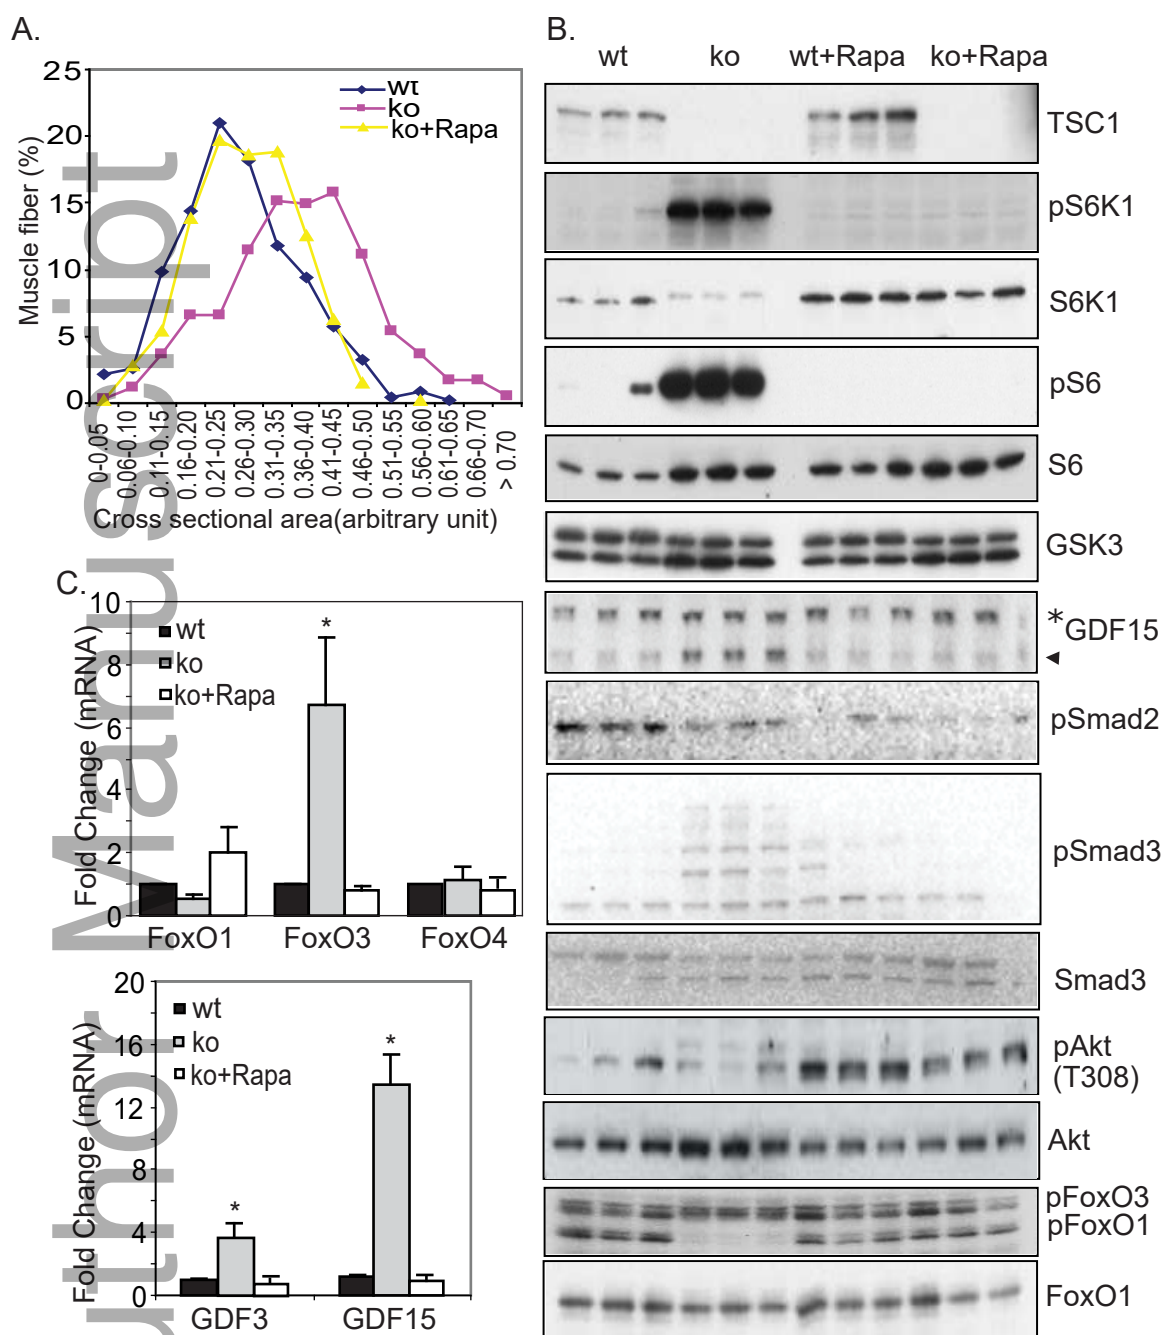 A.
25
20
15
10
5
0
Muscle fiber (%)
wt
ko
ko+Rapa
0-0.05
0.06-0.10
0.11-0.15
0.16-0.20
0.21-0.25
0.26-0.30
0.31-0.35
0.36-0.40
0.41-0.45
0.46-0.50
0.51-0.55
0.56-0.60
0.61-0.65
0.66-0.70
> 0.70
Cross sectional area(arbitrary unit)
B.
wt ko wt+Rapa ko+Rapa
TSC1
pS6K1
S6K1
pS6
S6
GSK3
*GDF15
pSmad2
pSmad3
Smad3
pAkt
(T308)
Akt
pFoxO3
pFoxO1
FoxO1
C.
10
8
6
4
2
0
Fold Change (mRNA)
wt
ko
ko+Rapa
*
FoxO1 FoxO3 FoxO4
20
16
12
8
4
0
Fold Change (mRNA)
wt
ko
ko+Rapa
*
*
GDF3 GDF15
uthor Manuscript